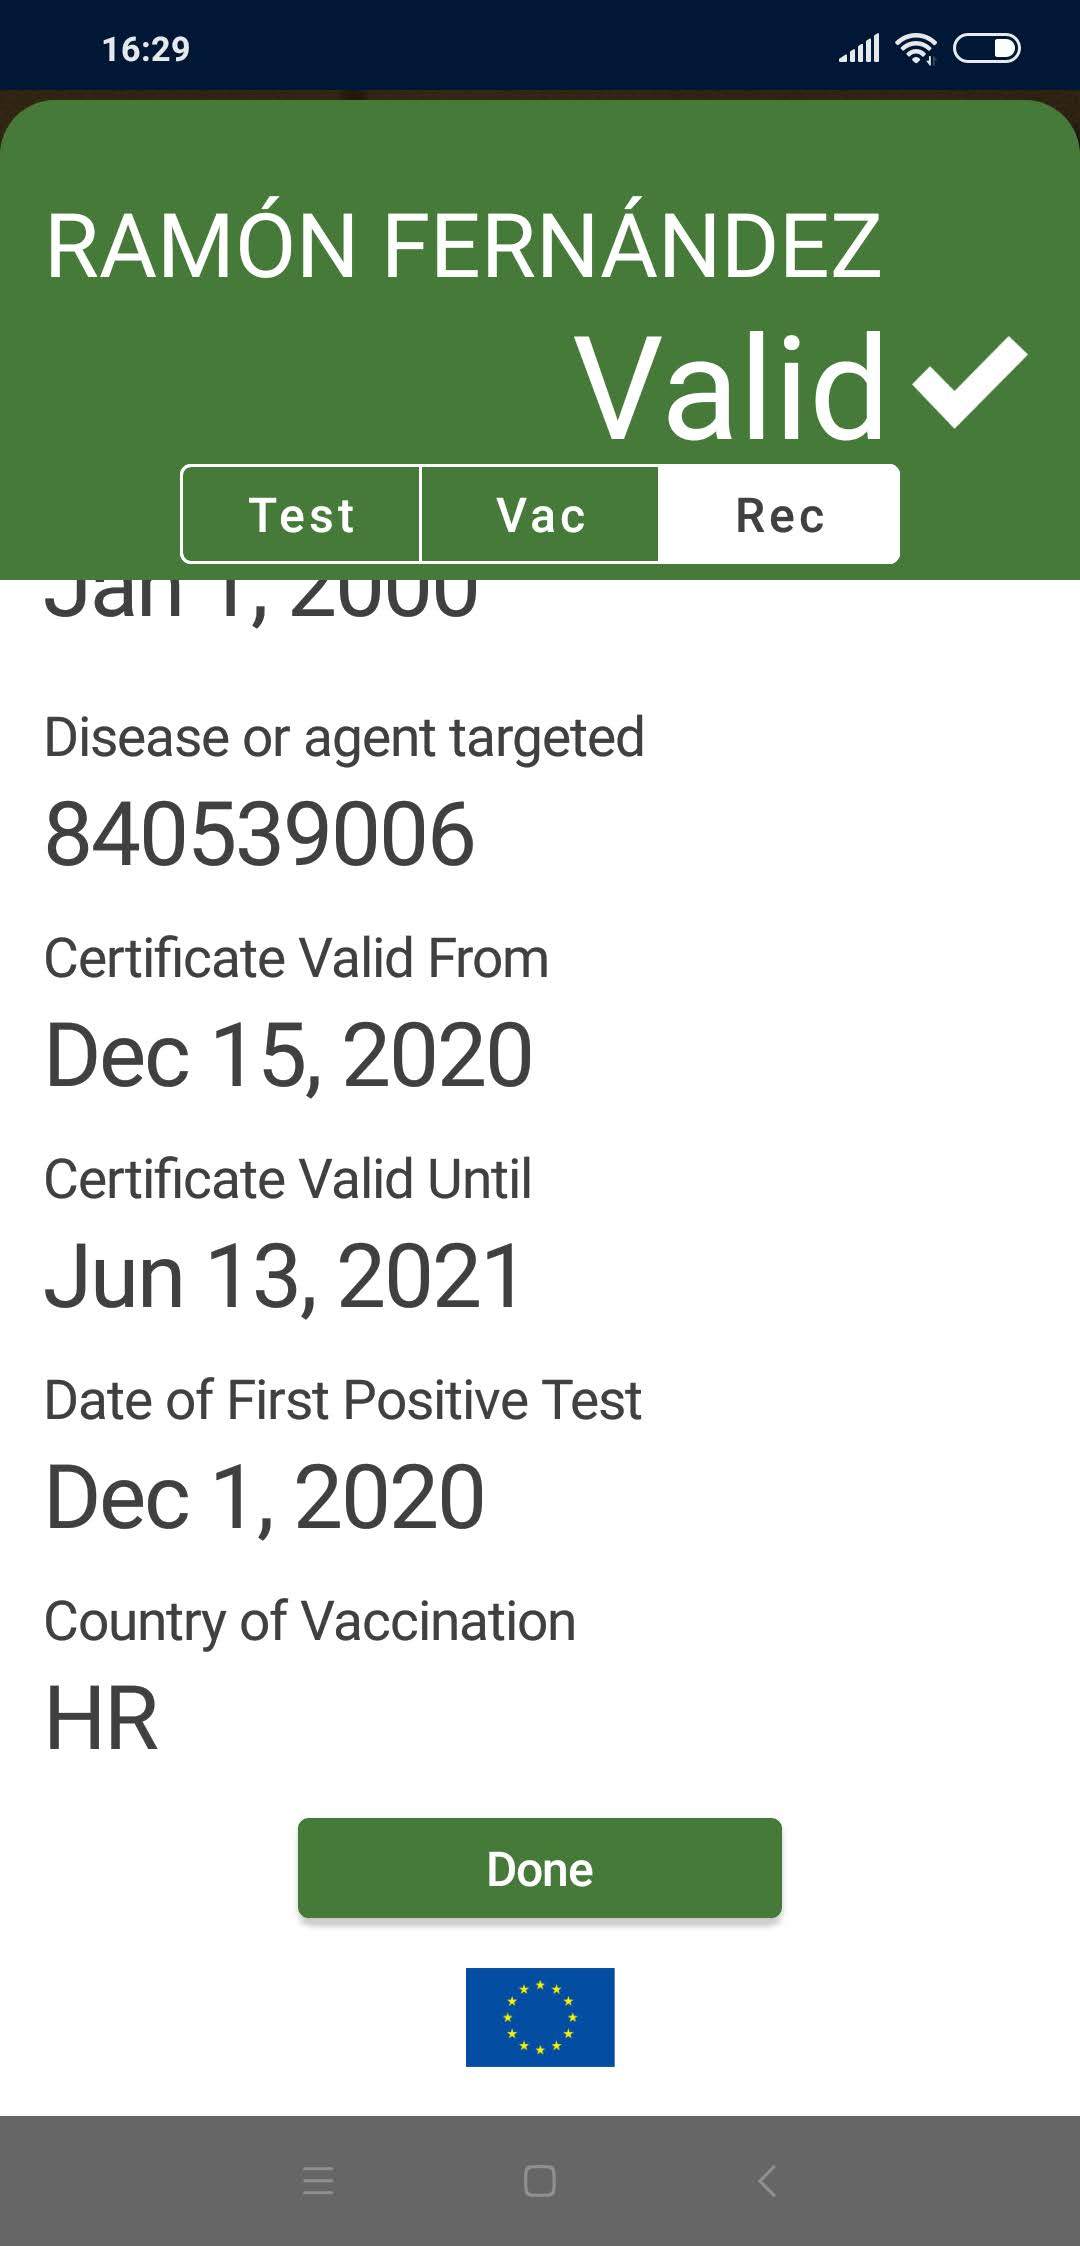 16:29
RAMÓN FERNÁNDEZ
Valid
Test Vac Rec
Jan 1, 2000
Disease or agent targeted
840539006
Certificate Valid From
Dec 15, 2020
Certificate Valid Until
Jun 13, 2021
Date of First Positive Test
Dec 1, 2020
Country of Vaccination
HR
Done